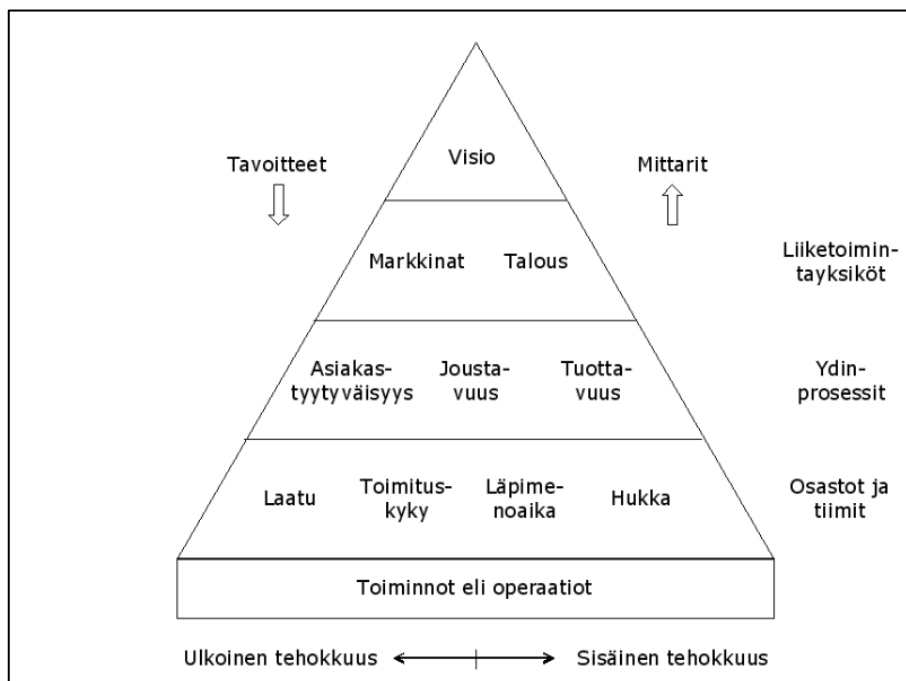 Visio
Tavoitteet
Mittarit
Markkinat
Talous
Liiketoimin-
tayksiköt
Asiakas-
tyytyväisyys
Jousta-
vuus
Tuotta-
vuus
Ydin-
prosessit
Laatu
Toimitus-
kyky
Läpime-
noaika
Hukka
Osastot ja
tiimit
Toiminnot eli operaatiot
Ulkoinen tehokkuus
Sisäinen tehokkuus